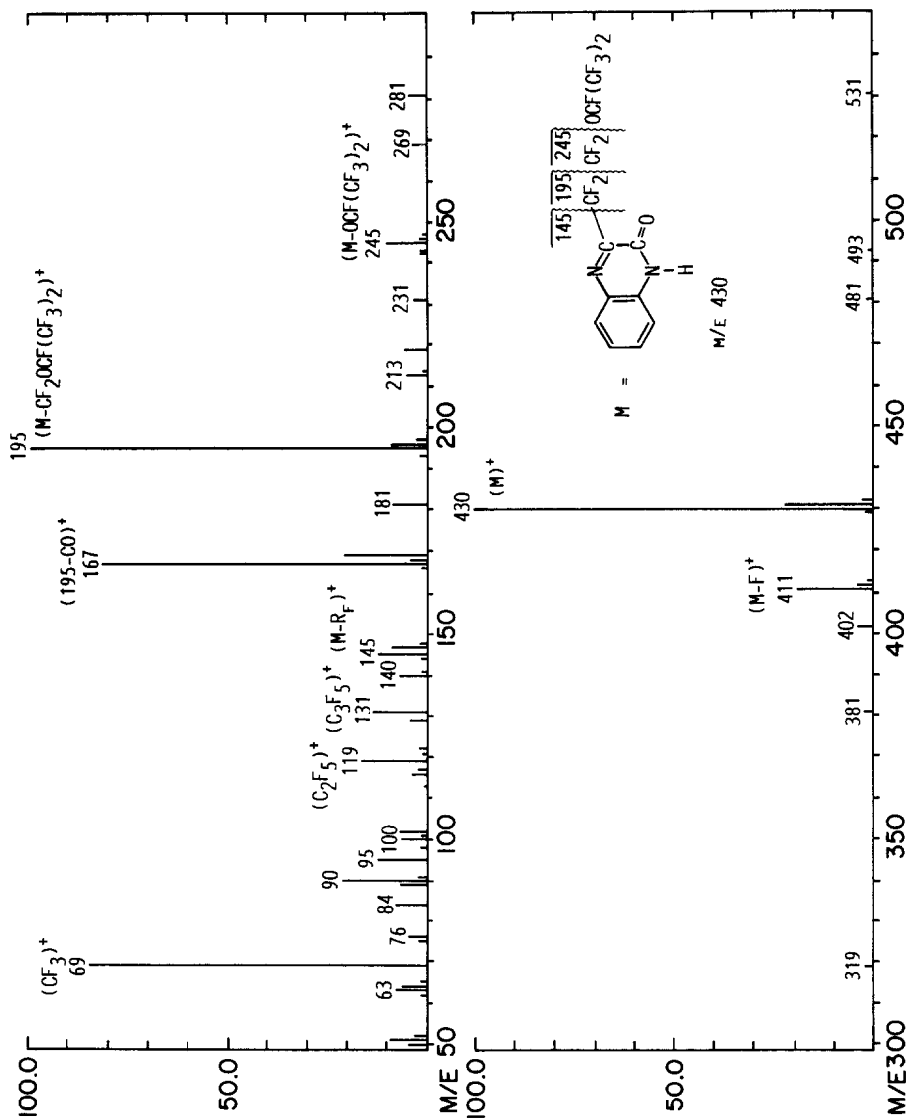 100.0
50.0
M/E 50
100
150
200
250
63
(CF3)+
69
76
84
90
95
100
(C2F5)+
119
(C3F5)+
131
140
(M-RF)+
145
(195-CO)+
167
181
195
(M-CF2OCF(CF3)2)+
213
231
(M-OCF(CF3)2)+
245
269
281
100.0
50.0
M/E 300
350
400
450
500
319
381
402
(M-F)+
411
430
(M)+
481
493
531
145 195 245
CF2 CF2 OCF(CF3)2
N C
N C=O
H
M =
M/E 430